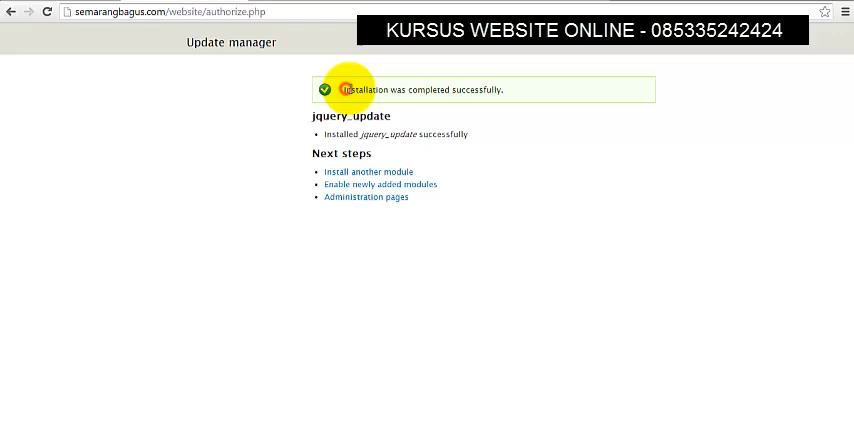 semarangbagus.com/website/authorize.php
KURSUS WEBSITE ONLINE - 085335242424
Update manager
Installation was completed successfully.
jquery_update
Installed jquery_update successfully
Next steps
Install another module
Enable newly added modules
Administration pages